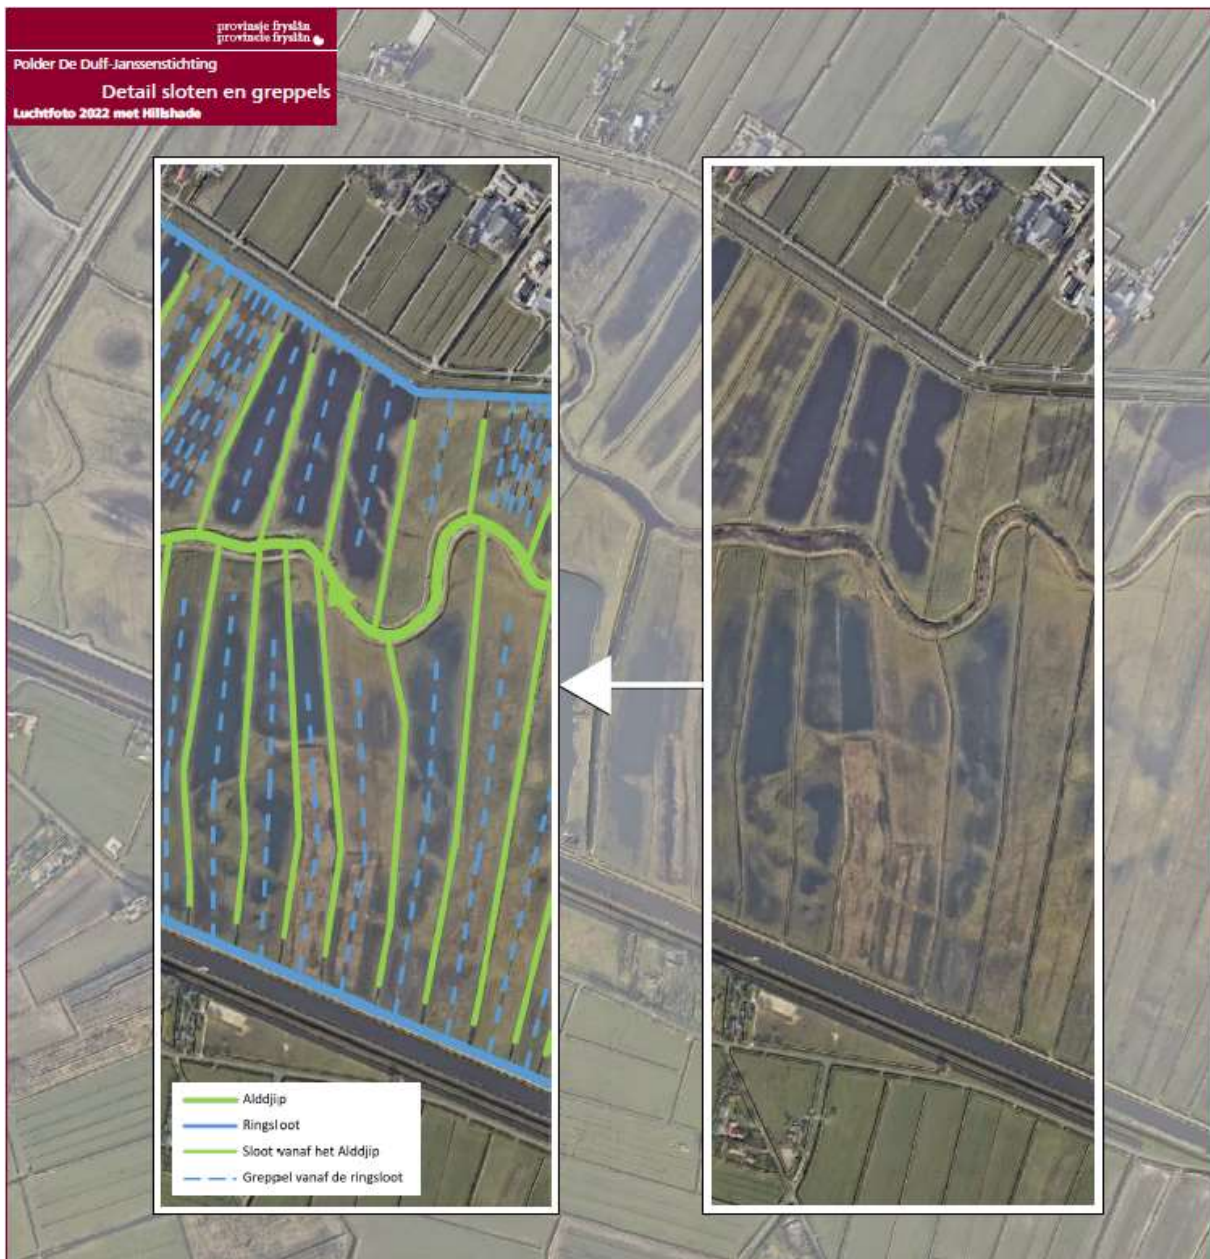 provinsje fryslân
provincie fryslân
Polder De Dulf-Janssenstichting
Detail sloten en greppels
Luchtfoto 2022 met Hillshade
Alddjip
Ringsloot
Sloot vanaf het Alddjip
Greppel vanaf de ringsloot